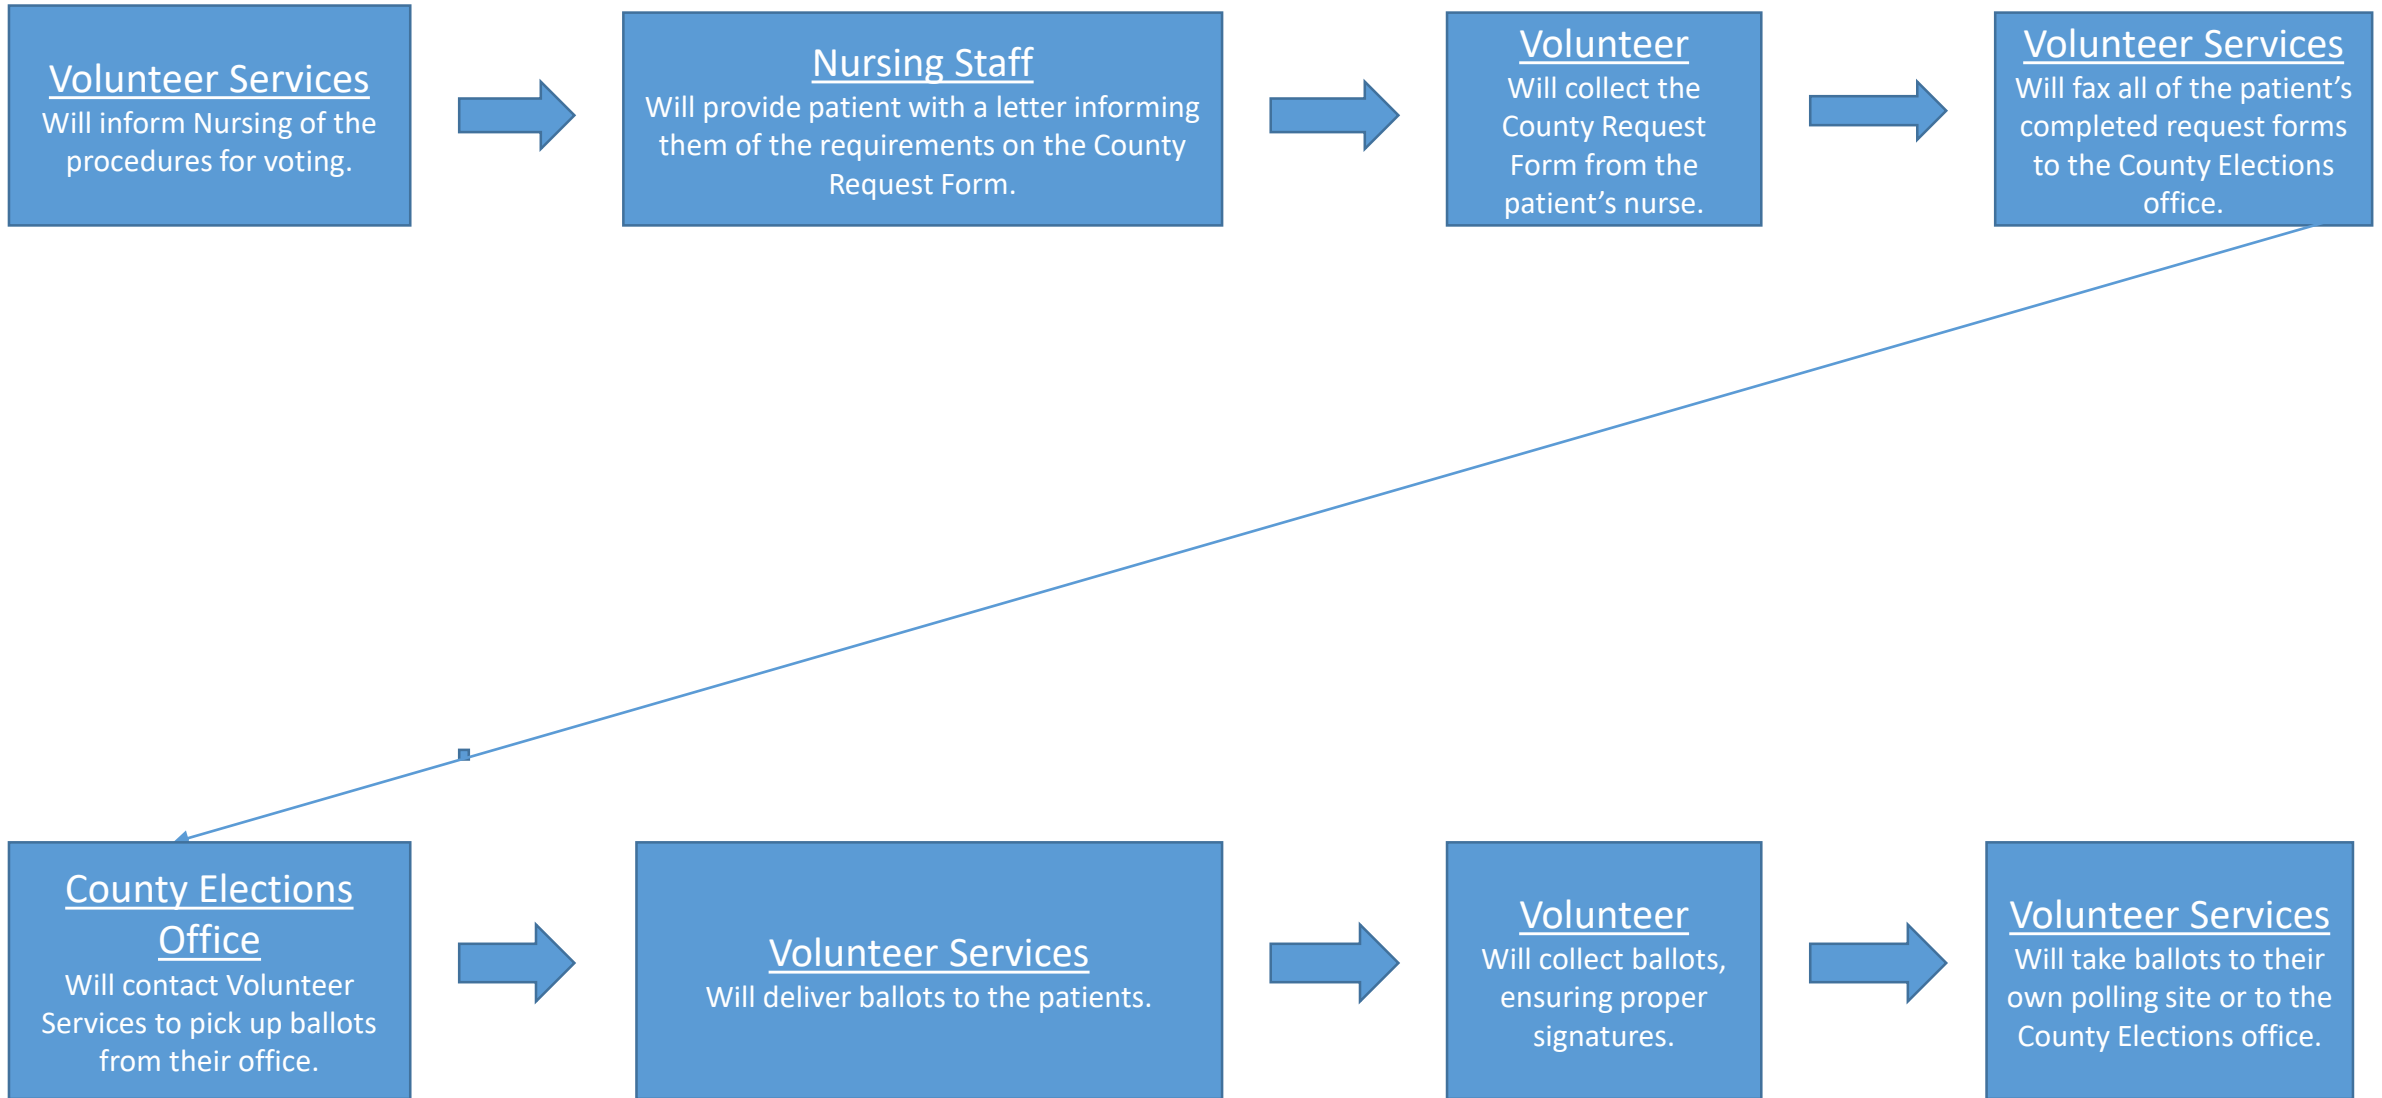 Volunteer Services
Will inform Nursing of the
procedures for voting.
Nursing Staff
Will provide patient with a letter informing
them of the requirements on the County
Request Form.
Volunteer
Will collect the
County Request
Form from the
patient’s nurse.
Volunteer Services
Will fax all of the patient’s
completed request forms
to the County Elections
office.
County Elections
Office
Will contact Volunteer
Services to pick up ballots
from their office.
Volunteer Services
Will deliver ballots to the patients.
Volunteer
Will collect ballots,
ensuring proper
signatures.
Volunteer Services
Will take ballots to their
own polling site or to the
County Elections office.